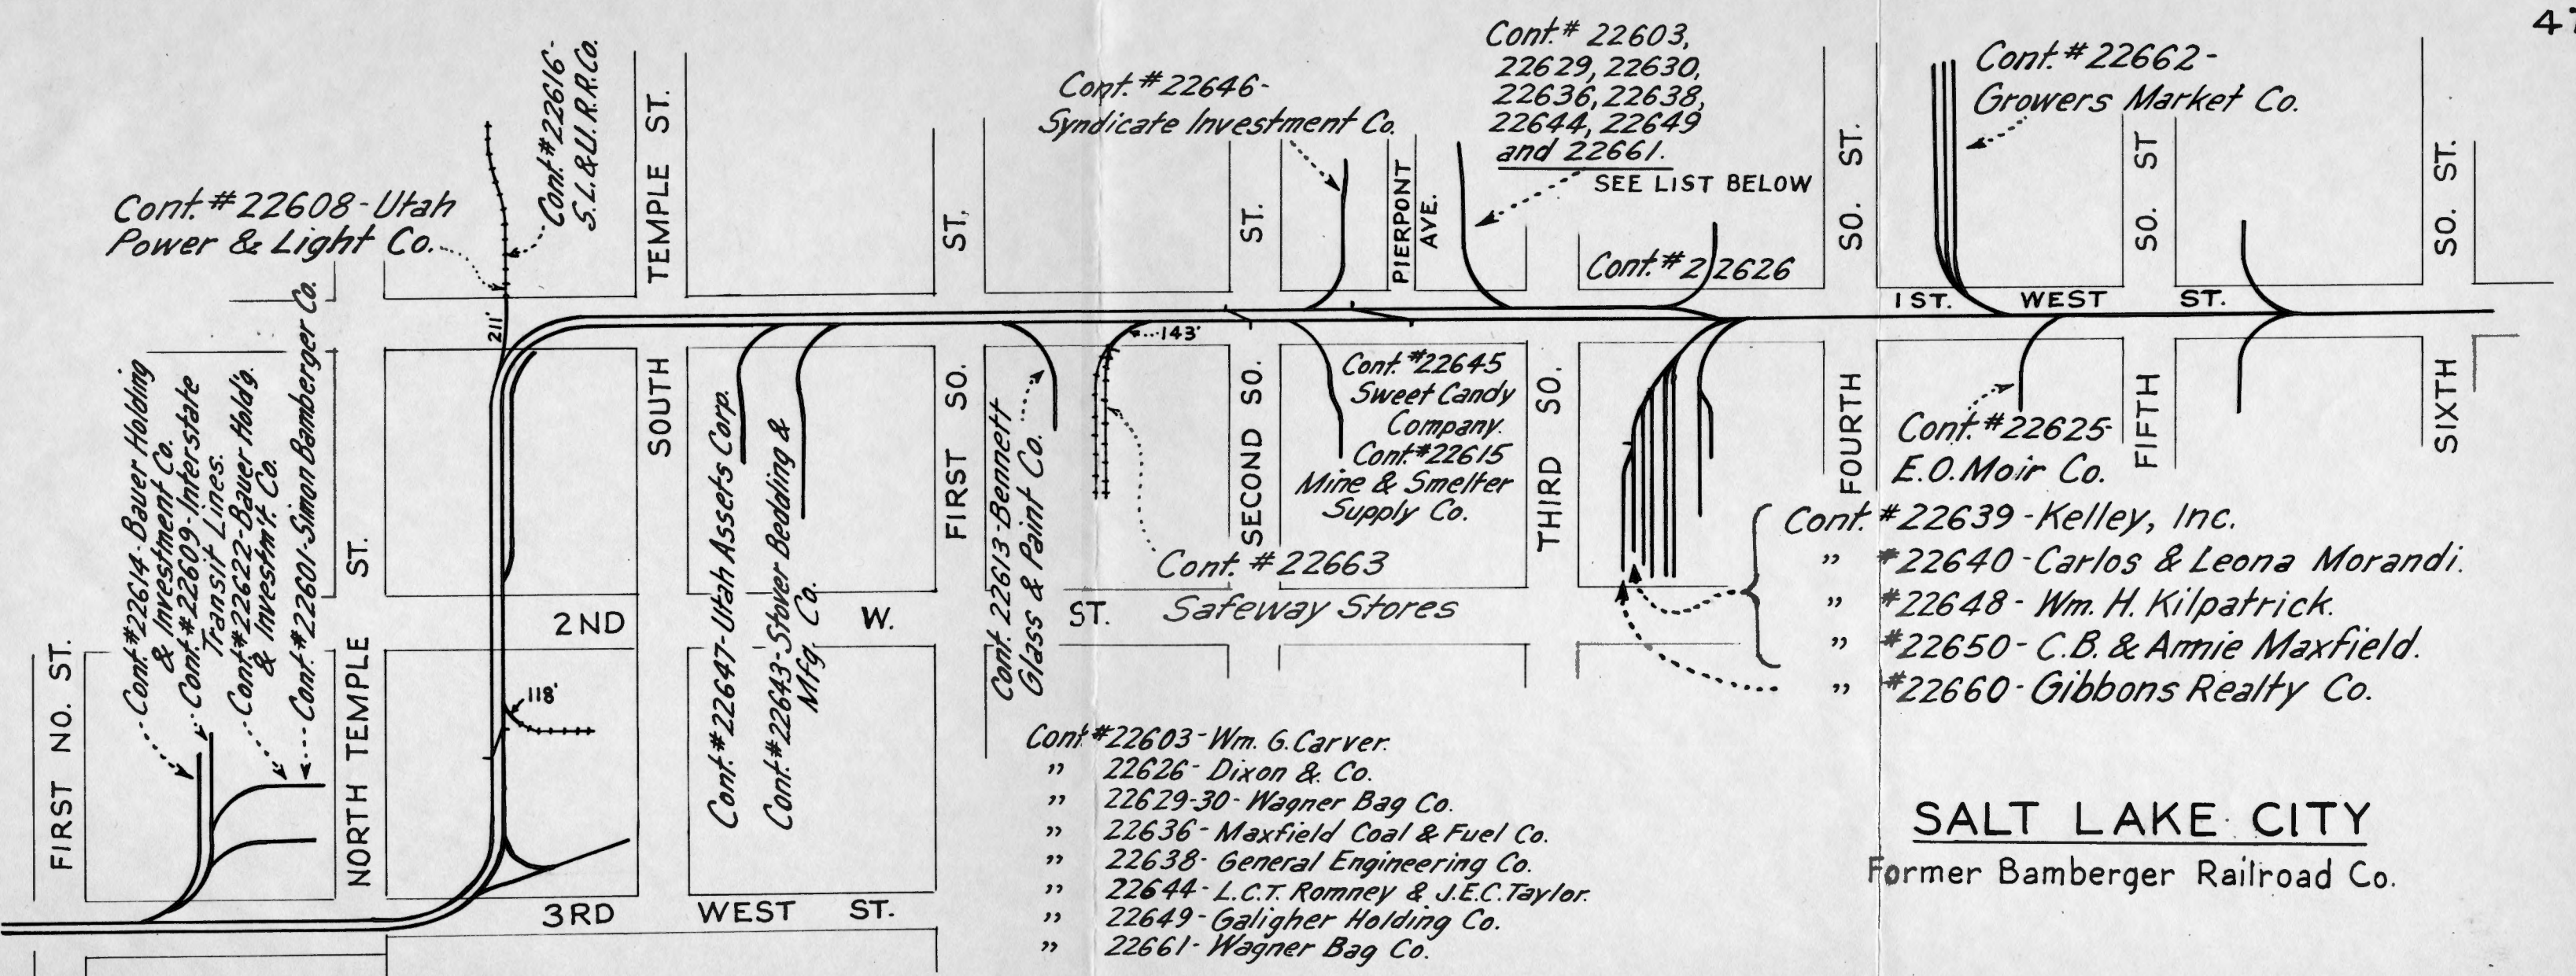 47
Cont. # 22603,
22629, 22630,
22636, 22638,
22644, 22649
and 22661.
SEE LIST BELOW
Cont. #22662-
Growers Market Co.
Cont. #22646-
Syndicate Investment Co.
Cont. #22616-
S.L.&U.R.R.Co.
Cont. #22608-Utah
Power & Light Co.
211'
TEMPLE ST.
ST.
ST.
PIERPONT
AVE.
SO. ST.
SO. ST
SO. ST.
Cont. #22626
1 ST. WEST ST.
143'
Cont. #22614-Bauer Holding
& Investment Co.
Cont. #22609-Interstate
Transit Lines.
Cont. #22622-Bauer Hold'g.
& Investm't. Co.
Cont. #22601-Simon Bamberger Co.
SOUTH
FIRST SO.
SECOND SO.
THIRD SO.
FOURTH
FIFTH
SIXTH
Cont. #22645
Sweet Candy
Company.
Cont. #22615
Mine & Smelter
Supply Co.
Cont. #22625-
E.O. Moir Co.
Cont. #22647-Utah Assets Corp.
Cont. #22643-Stover Bedding &
Mfg. Co.
Cont. 22613-Bennett
Glass & Paint Co.
Cont. #22663
Safeway Stores
Cont. #22639-Kelley, Inc.
„ #22640-Carlos & Leona Morandi.
„ #22648-Wm. H. Kilpatrick.
„ #22650-C.B. & Annie Maxfield.
„ #22660-Gibbons Realty Co.
2ND W. ST.
118'
FIRST NO. ST.
NORTH TEMPLE ST.
3RD WEST ST.
Cont. #22603-Wm. G. Carver.
„ 22626-Dixon & Co.
„ 22629-30-Wagner Bag Co.
„ 22636-Maxfield Coal & Fuel Co.
„ 22638-General Engineering Co.
„ 22644-L.C.T. Romney & J.E.C. Taylor.
„ 22649-Galigher Holding Co.
„ 22661-Wagner Bag Co.
SALT LAKE CITY
Former Bamberger Railroad Co.